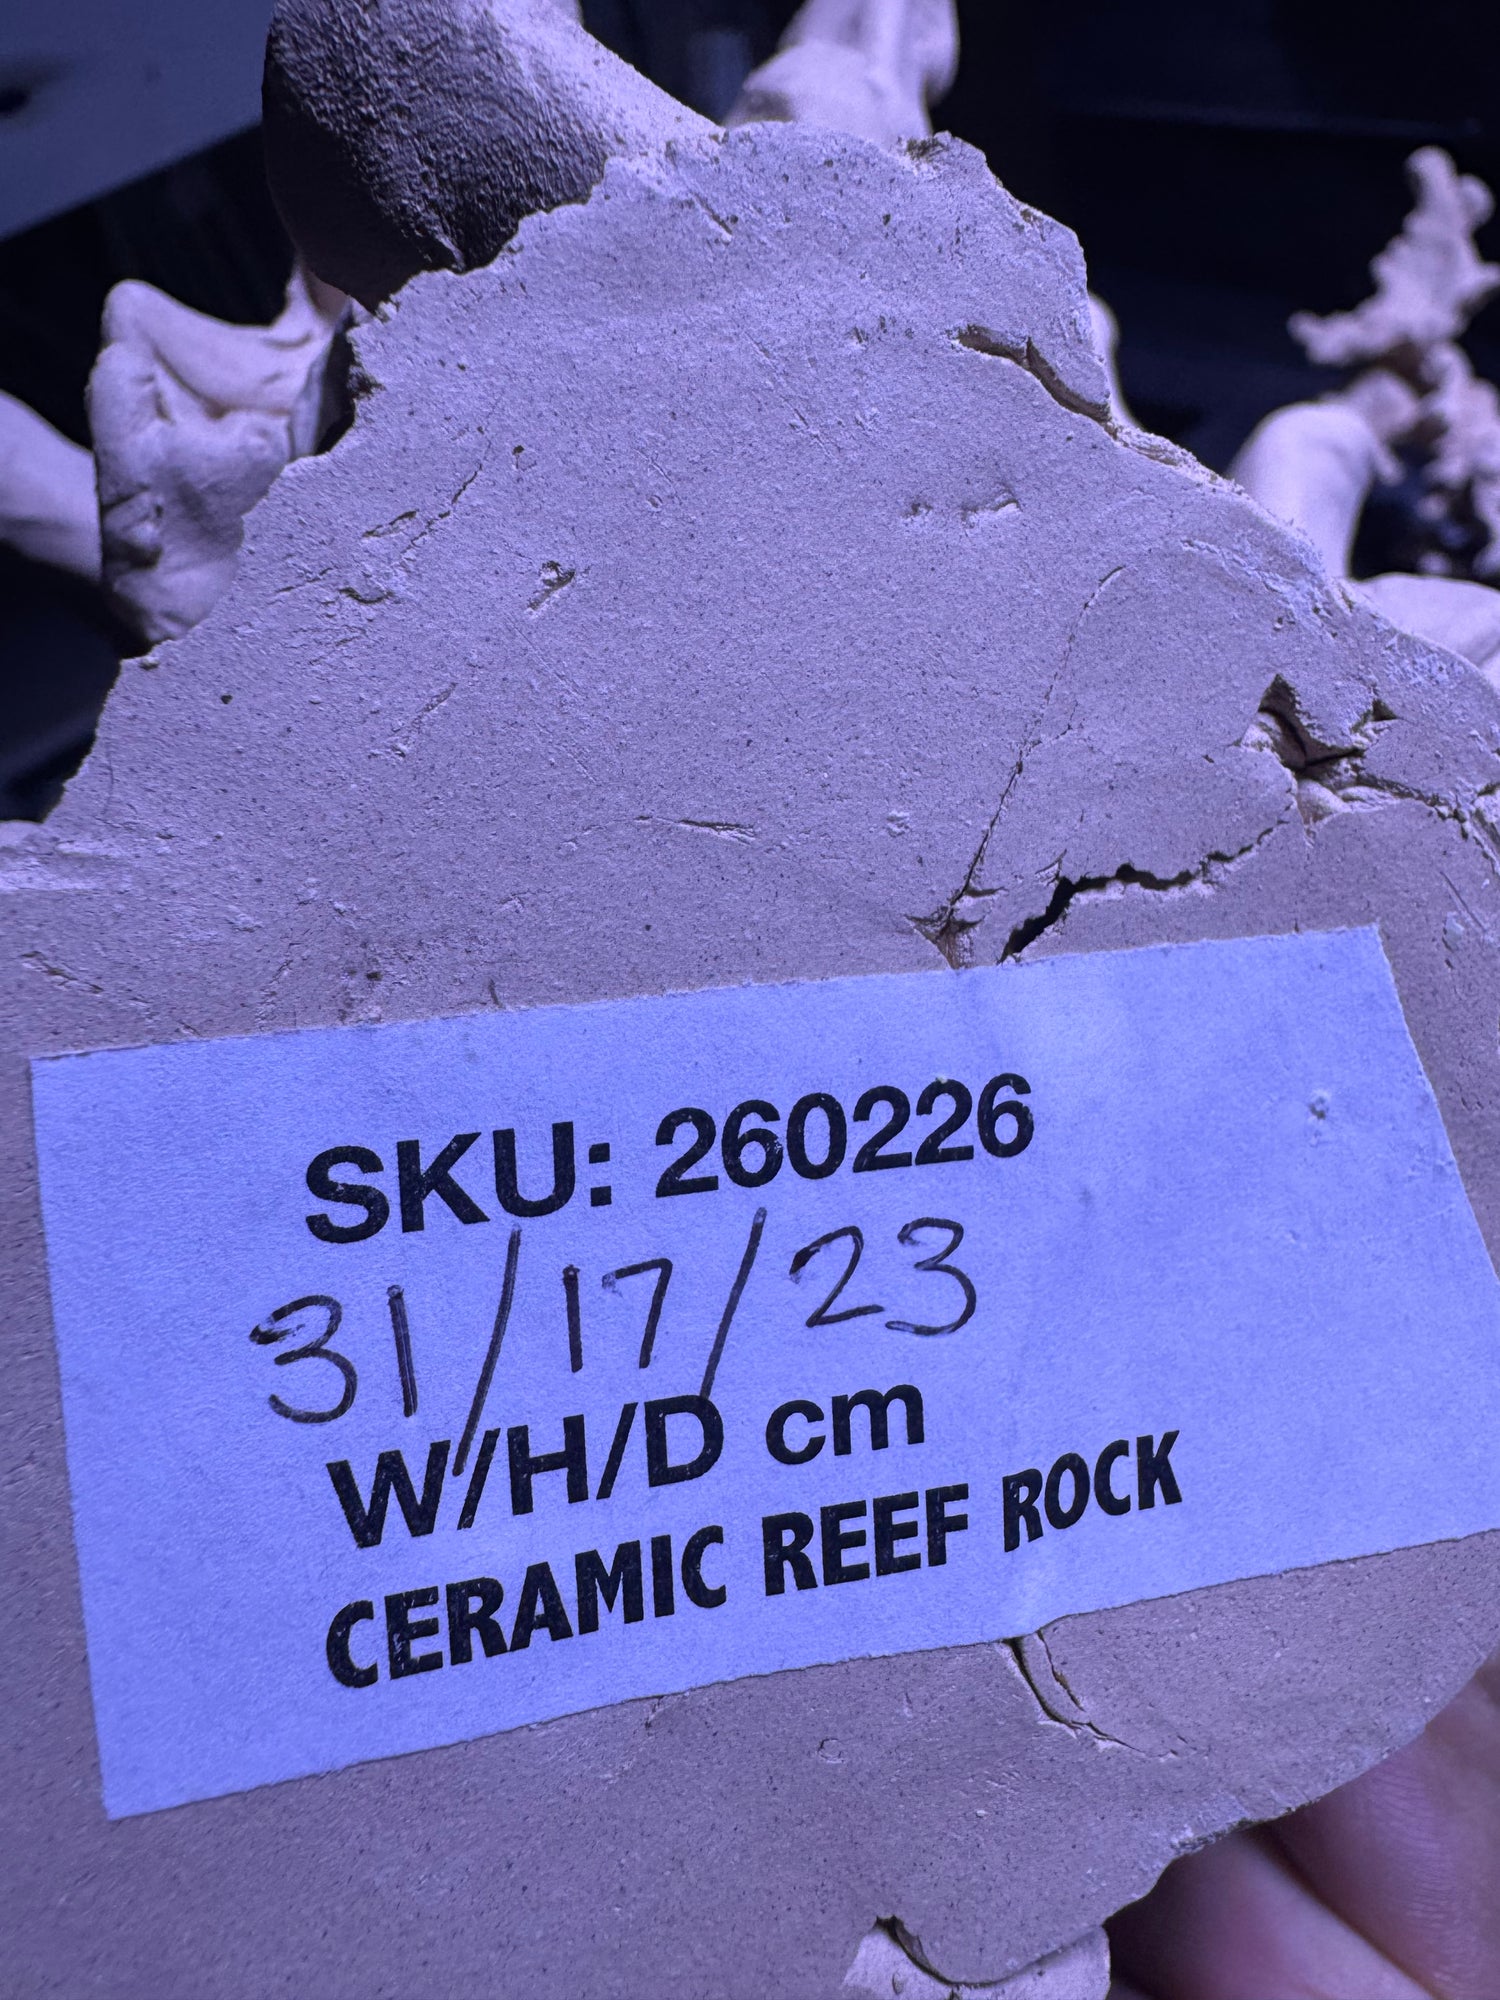 SKU: 260226
31/17/23
W/H/D cm
CERAMIC REEF ROCK